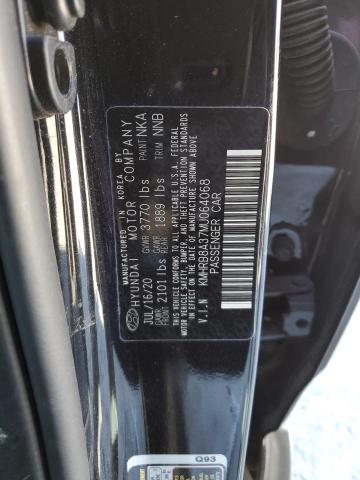 MANUFACTURED IN KOREA BY
HYUNDAI MOTOR COMPANY
JUL/16/20 GVWR 3770 lbs PAINT NKA
GAWR FRONT 2101lbs GAWR REAR 1889 lbs TRIM NNB
THIS VEHICLE CONFORMS TO ALL APPLICABLE U.S.A. FEDERAL
MOTOR VEHICLE SAFETY, BUMPER, AND THEFT PREVENTION
STANDARDS IN EFFECT ON THE DATE OF MANUFACTURE SHOWN ABOVE.
V.I.N KMHRB8A37MU064068
PASSENGER CAR
Q93